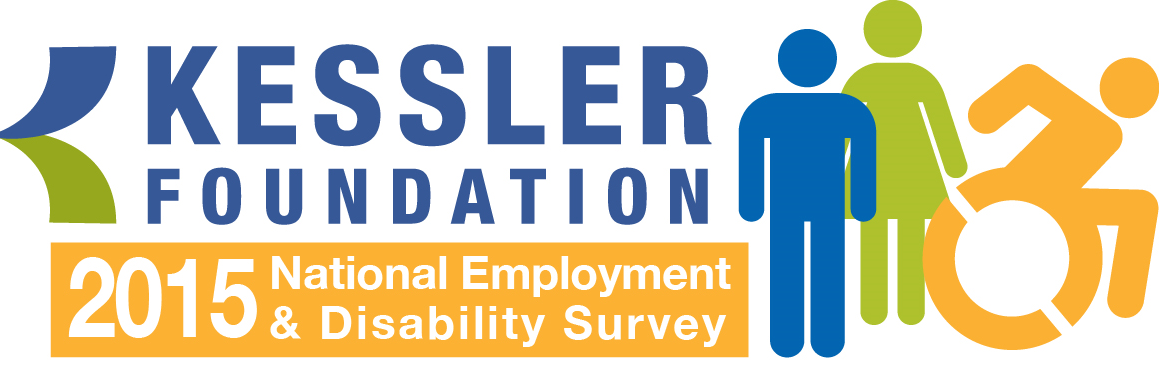 KESSLER
FOUNDATION
2015 National Employment
& Disability Survey